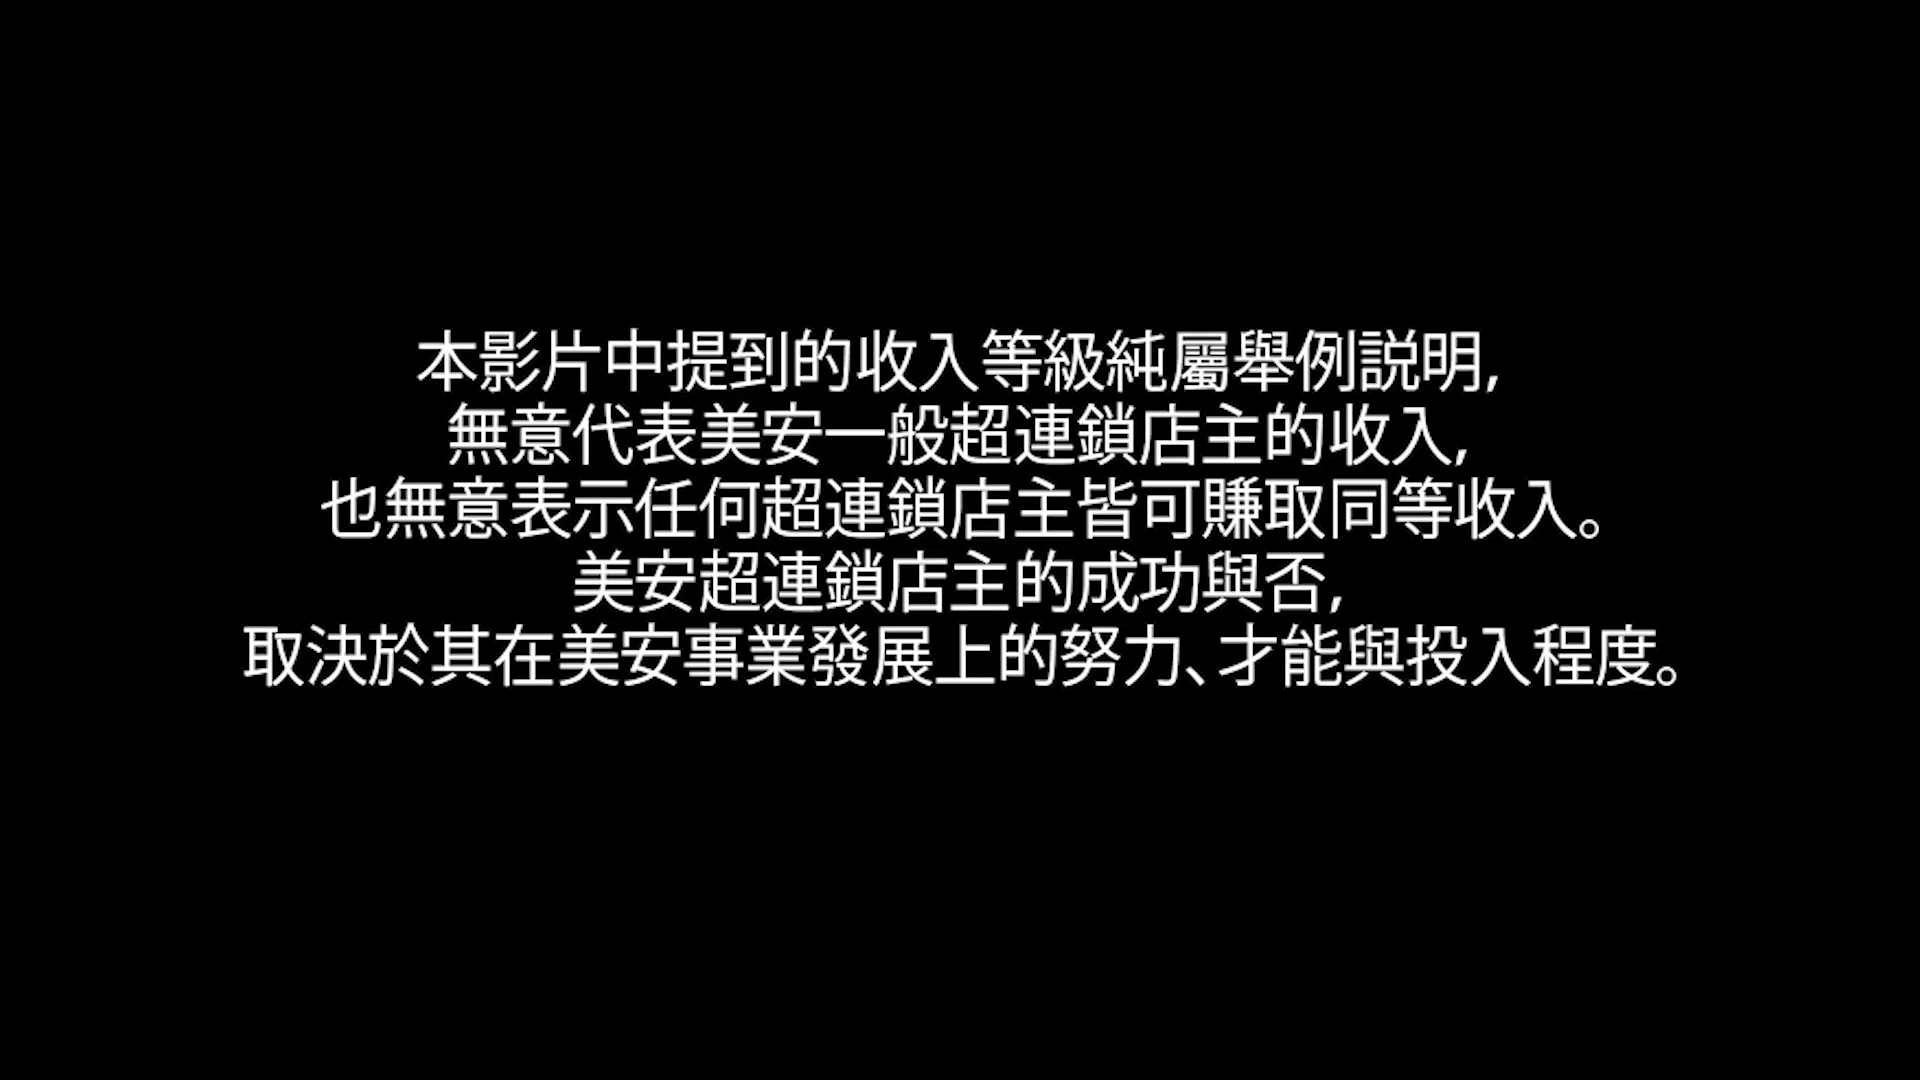 本影片中提到的收入等級純屬舉例説明,
無意代表美安一般超連鎖店主的收入,
也無意表示任何超連鎖店主皆可賺取同等收入。
美安超連鎖店主的成功與否,
取決於其在美安事業發展上的努力、才能與投入程度。